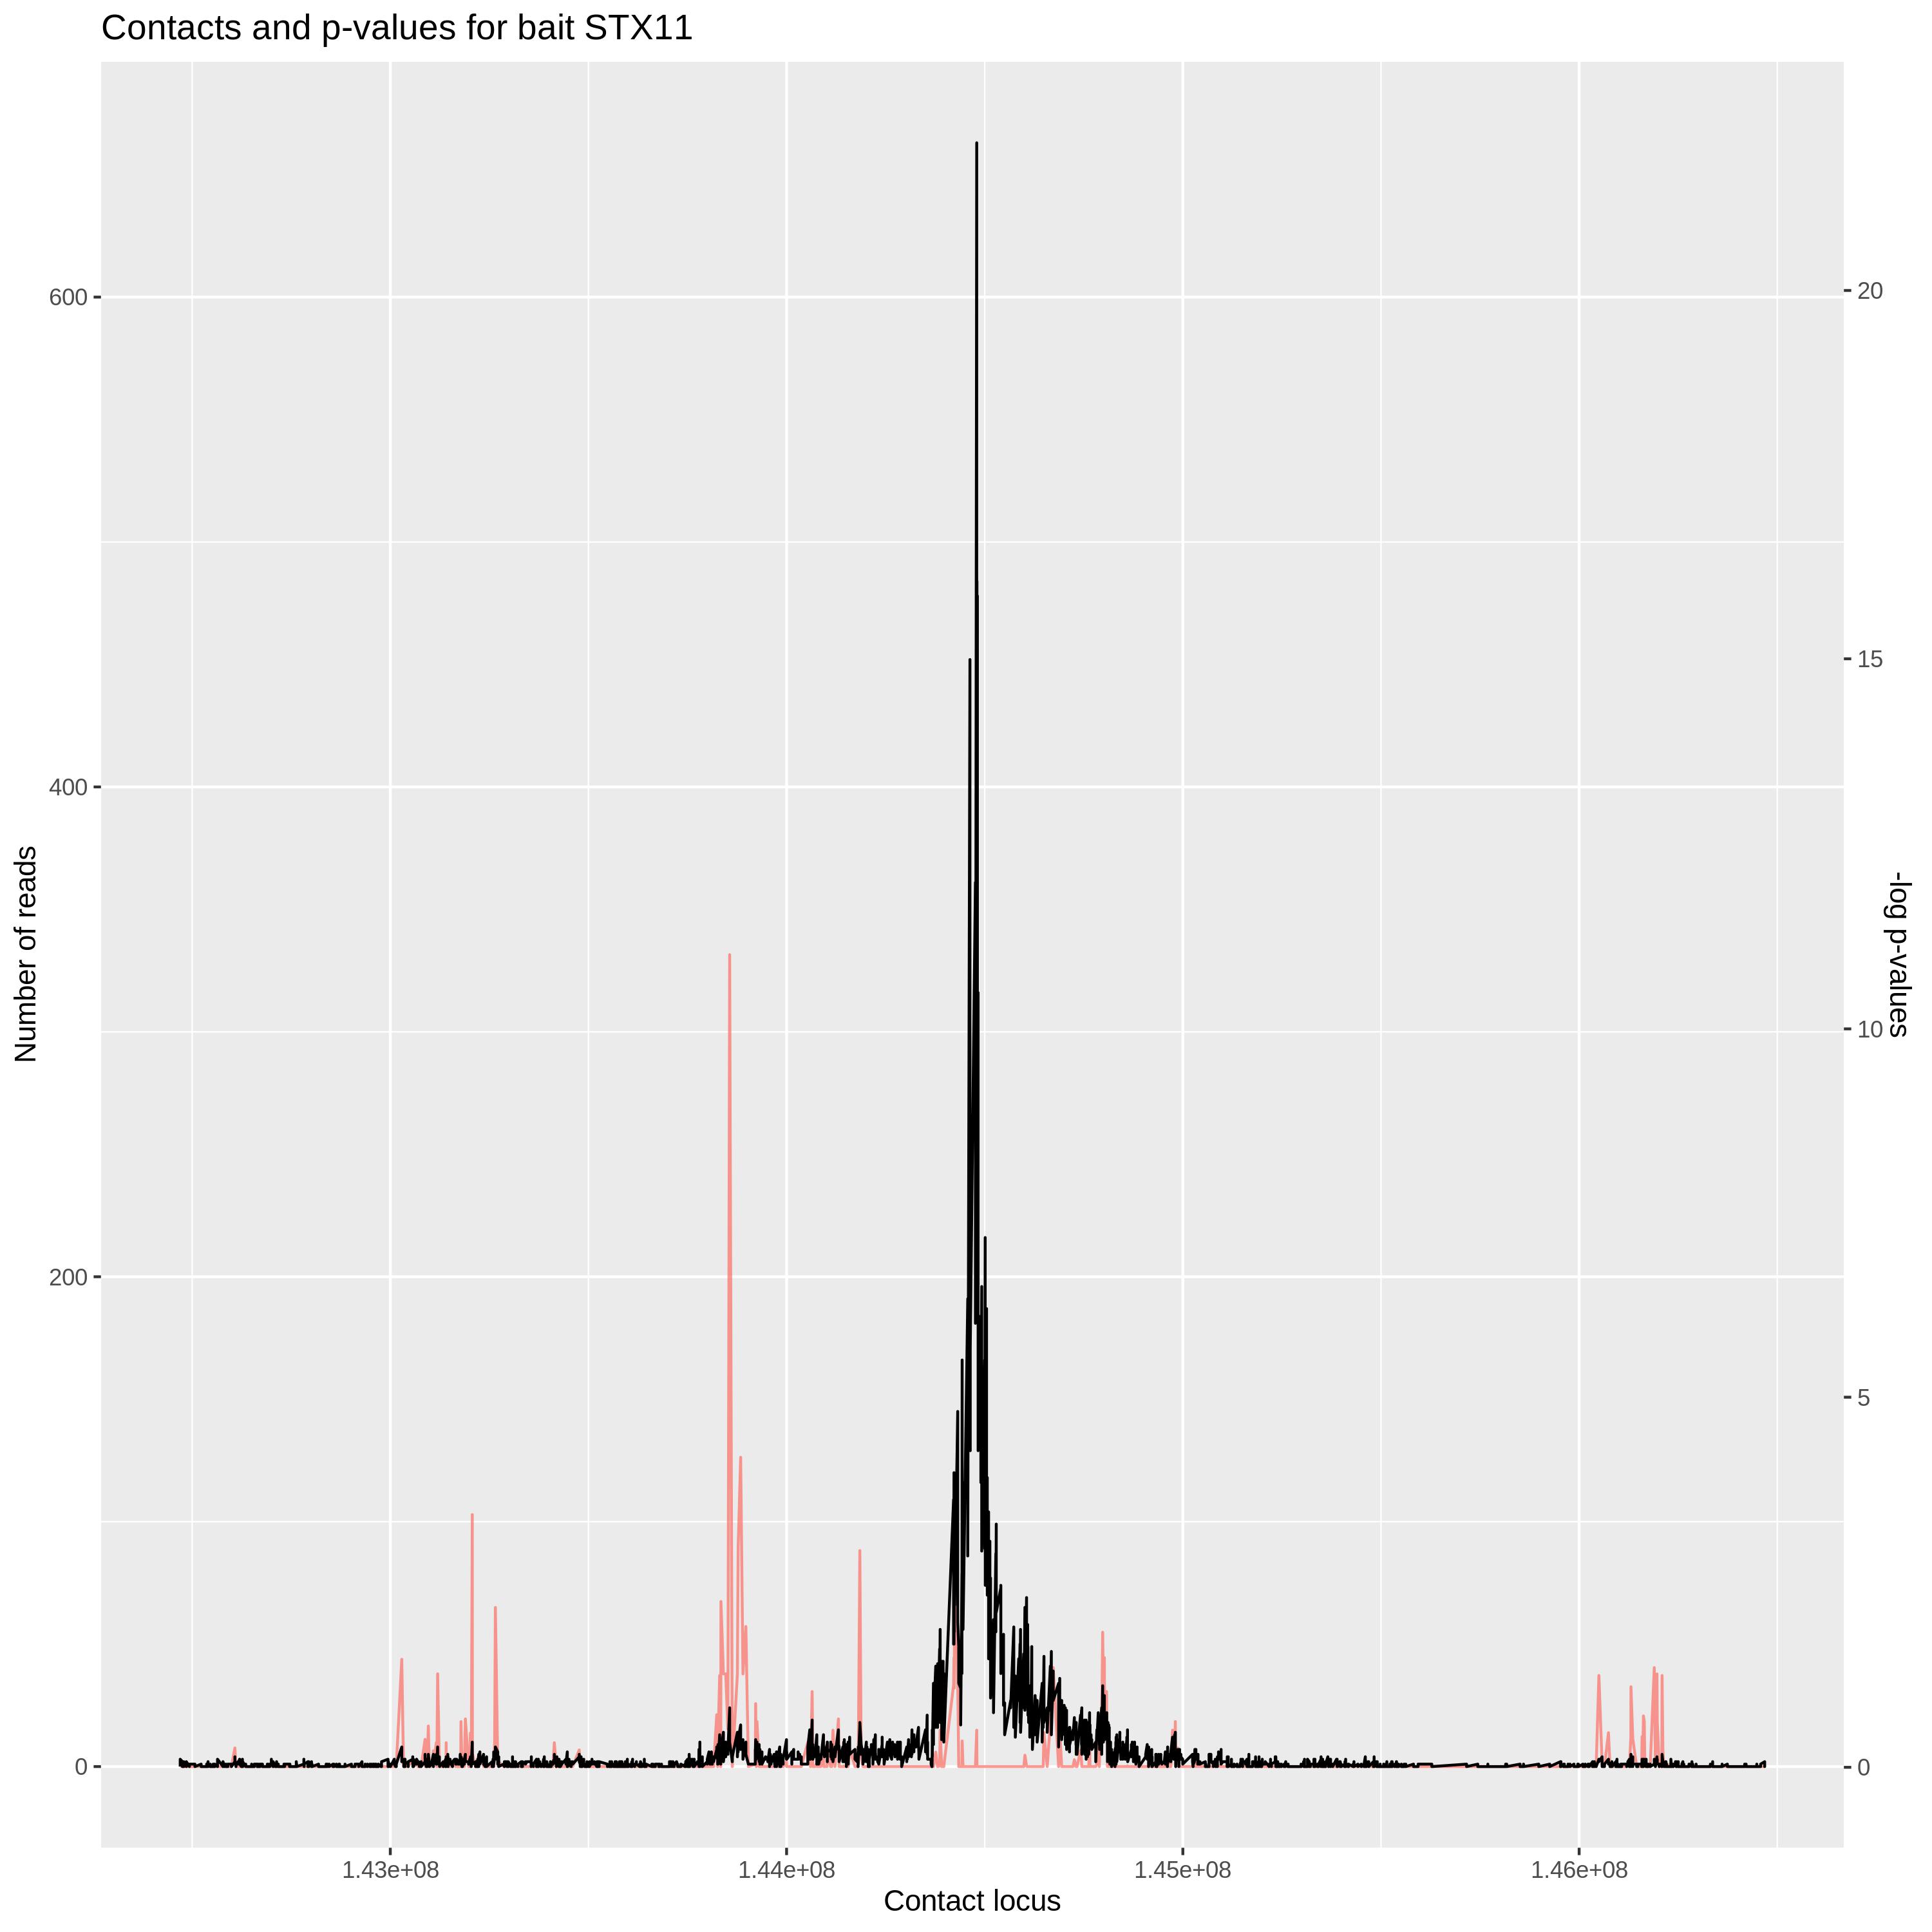 Contacts and p-values for bait STX11
Number of reads
600
400
200
0
-log p-values
20
15
10
5
0
1.43e+08
1.44e+08
1.45e+08
1.46e+08
Contact locus